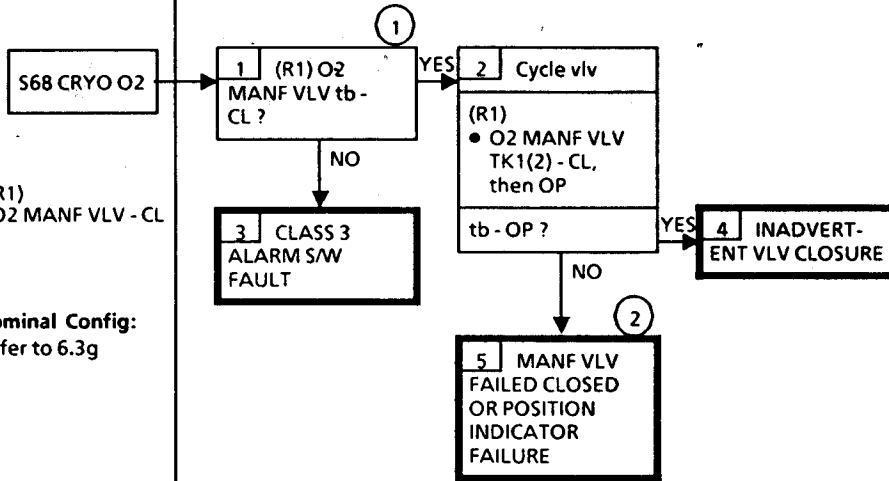 1
S68 CRYO O2
1 (R1) O2
MANF VLV tb -
CL ?
YES
2 Cycle vlv
(R1)
● O2 MANF VLV
TK1(2) - CL,
then OP
tb - OP ?
NO
R1)
O2 MANF VLV - CL
3 CLASS 3
ALARM S/W
FAULT
YES
4 INADVERT-
ENT VLV CLOSURE
NO
ominal Config:
fer to 6.3g
2
5 MANF VLV
FAILED CLOSED
OR POSITION
INDICATOR
FAILURE